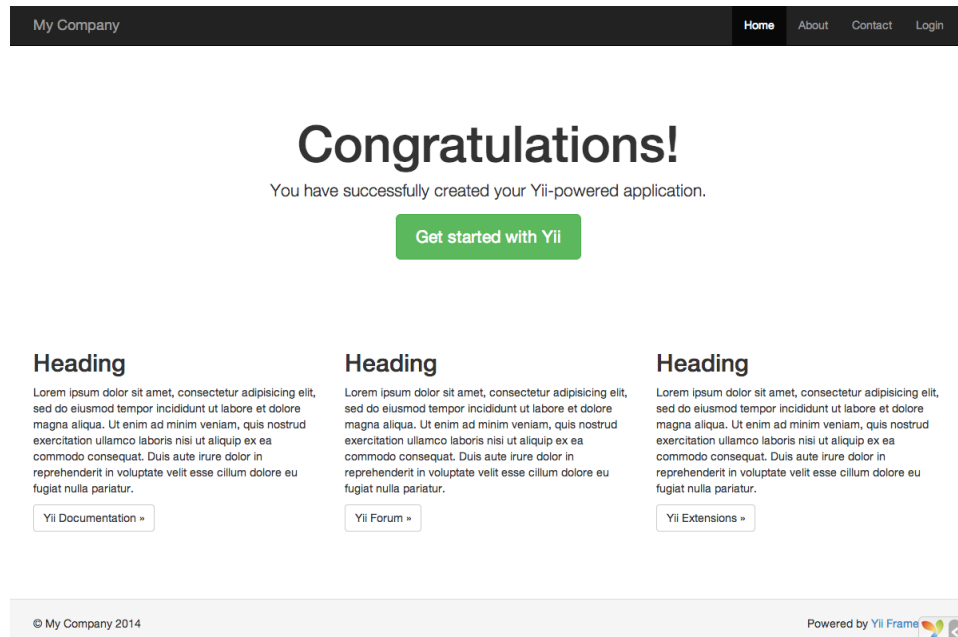 My Company Home About Contact Login
Congratulations!
You have successfully created your Yii-powered application.
Get started with Yii
Heading
Lorem ipsum dolor sit amet, consectetur adipisicing elit,
sed do eiusmod tempor incididunt ut labore et dolore
magna aliqua. Ut enim ad minim veniam, quis nostrud
exercitation ullamco laboris nisi ut aliquip ex ea
commodo consequat. Duis aute irure dolor in
reprehenderit in voluptate velit esse cillum dolore eu
fugiat nulla pariatur.
Yii Documentation »
Heading
Lorem ipsum dolor sit amet, consectetur adipisicing elit,
sed do eiusmod tempor incididunt ut labore et dolore
magna aliqua. Ut enim ad minim veniam, quis nostrud
exercitation ullamco laboris nisi ut aliquip ex ea
commodo consequat. Duis aute irure dolor in
reprehenderit in voluptate velit esse cillum dolore eu
fugiat nulla pariatur.
Yii Forum »
Heading
Lorem ipsum dolor sit amet, consectetur adipisicing elit,
sed do eiusmod tempor incididunt ut labore et dolore
magna aliqua. Ut enim ad minim veniam, quis nostrud
exercitation ullamco laboris nisi ut aliquip ex ea
commodo consequat. Duis aute irure dolor in
reprehenderit in voluptate velit esse cillum dolore eu
fugiat nulla pariatur.
Yii Extensions »
© My Company 2014 Powered by Yii Frame